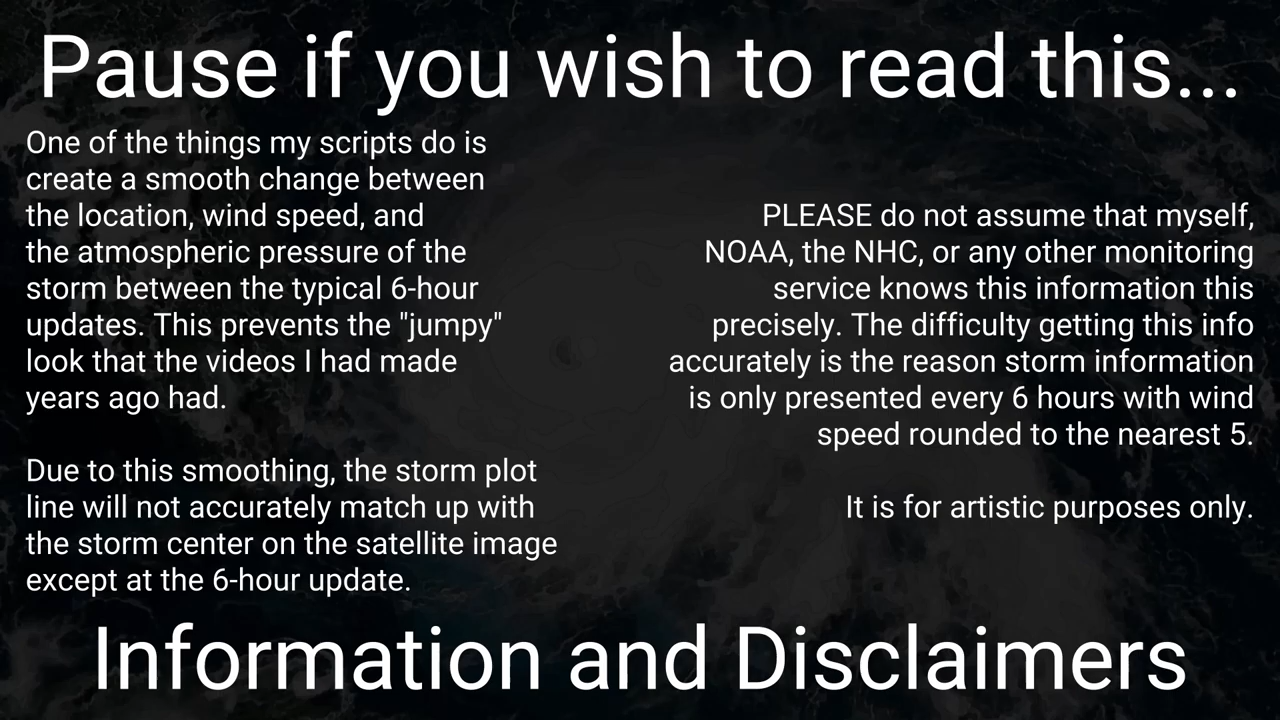 Pause if you wish to read this...
One of the things my scripts do is
create a smooth change between
the location, wind speed, and
the atmospheric pressure of the
storm between the typical 6-hour
updates. This prevents the "jumpy"
look that the videos I had made
years ago had.
Due to this smoothing, the storm plot
line will not accurately match up with
the storm center on the satellite image
except at the 6-hour update.
PLEASE do not assume that myself,
NOAA, the NHC, or any other monitoring
service knows this information this
precisely. The difficulty getting this info
accurately is the reason storm information
is only presented every 6 hours with wind
speed rounded to the nearest 5.
It is for artistic purposes only.
Information and Disclaimers